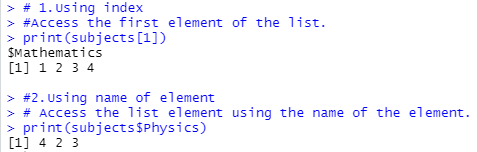 > # 1.Using index
> #Access the first element of the list.
> print(subjects[1])
$Mathematics
[1] 1 2 3 4
> #2.Using name of element
> # Access the list element using the name of the element.
> print(subjects$Physics)
[1] 4 2 3